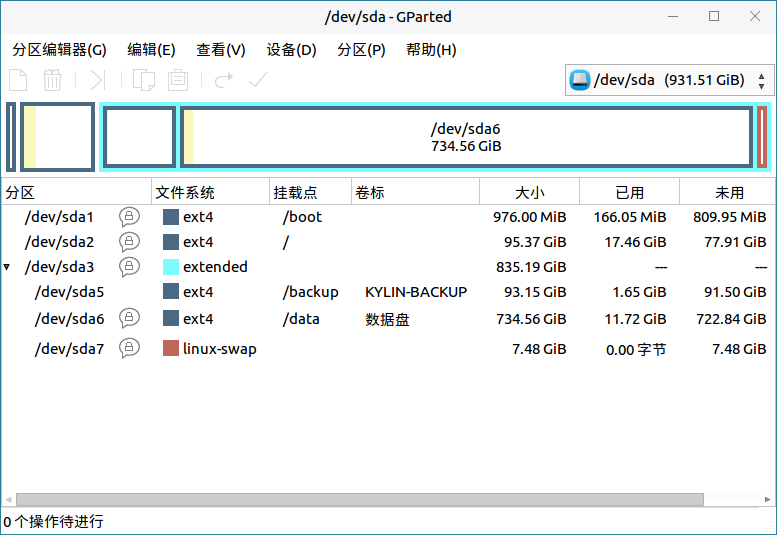 /dev/sda - GParted
分区编辑器(G) 编辑(E) 查看(V) 设备(D) 分区(P) 帮助(H)
/dev/sda (931.51 GiB)
/dev/sda6
734.56 GiB
分区 文件系统 挂载点 卷标 大小 已用 未用
/dev/sda1 ext4 /boot 976.00 MiB 166.05 MiB 809.95 MiB
/dev/sda2 ext4 / 95.37 GiB 17.46 GiB 77.91 GiB
/dev/sda3 extended 835.19 GiB --- ---
/dev/sda5 ext4 /backup KYLIN-BACKUP 93.15 GiB 1.65 GiB 91.50 GiB
/dev/sda6 ext4 /data 数据盘 734.56 GiB 11.72 GiB 722.84 GiB
/dev/sda7 linux-swap 7.48 GiB 0.00 字节 7.48 GiB
0 个操作待进行